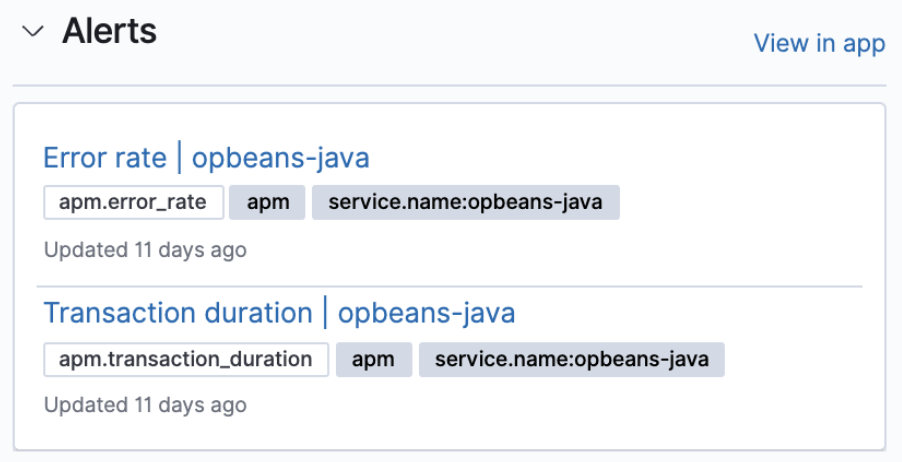 Alerts
View in app
Error rate | opbeans-java
apm.error_rate apm service.name:opbeans-java
Updated 11 days ago
Transaction duration | opbeans-java
apm.transaction_duration apm service.name:opbeans-java
Updated 11 days ago